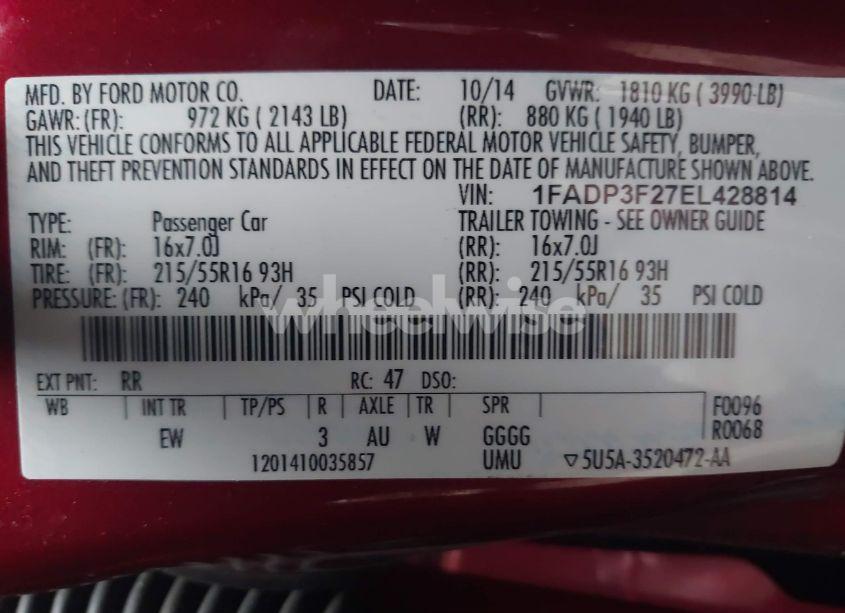 MFD. BY FORD MOTOR CO. DATE: 10/14 GVWR: 1810 KG ( 3990 LB)
GAWR: (FR): 972 KG ( 2143 LB) (RR): 880 KG ( 1940 LB)
THIS VEHICLE CONFORMS TO ALL APPLICABLE FEDERAL MOTOR VEHICLE SAFETY, BUMPER,
AND THEFT PREVENTION STANDARDS IN EFFECT ON THE DATE OF MANUFACTURE SHOWN ABOVE.
VIN: 1FADP3F27EL428814
TYPE: Passenger Car TRAILER TOWING - SEE OWNER GUIDE
RIM: (FR): 16x7.0J (RR): 16x7.0J
TIRE: (FR): 215/55R16 93H (RR): 215/55R16 93H
PRESSURE: (FR): 240 kPa/ 35 PSI COLD (RR): 240 kPa/ 35 PSI COLD
wheelwise
EXT PNT: RR RC: 47 DSO:
WB INT TR TP/PS R AXLE TR SPR F0096
R0068
EW 3 AU W GGGG
1201410035857 UMU ▽5U5A-3520472-AA